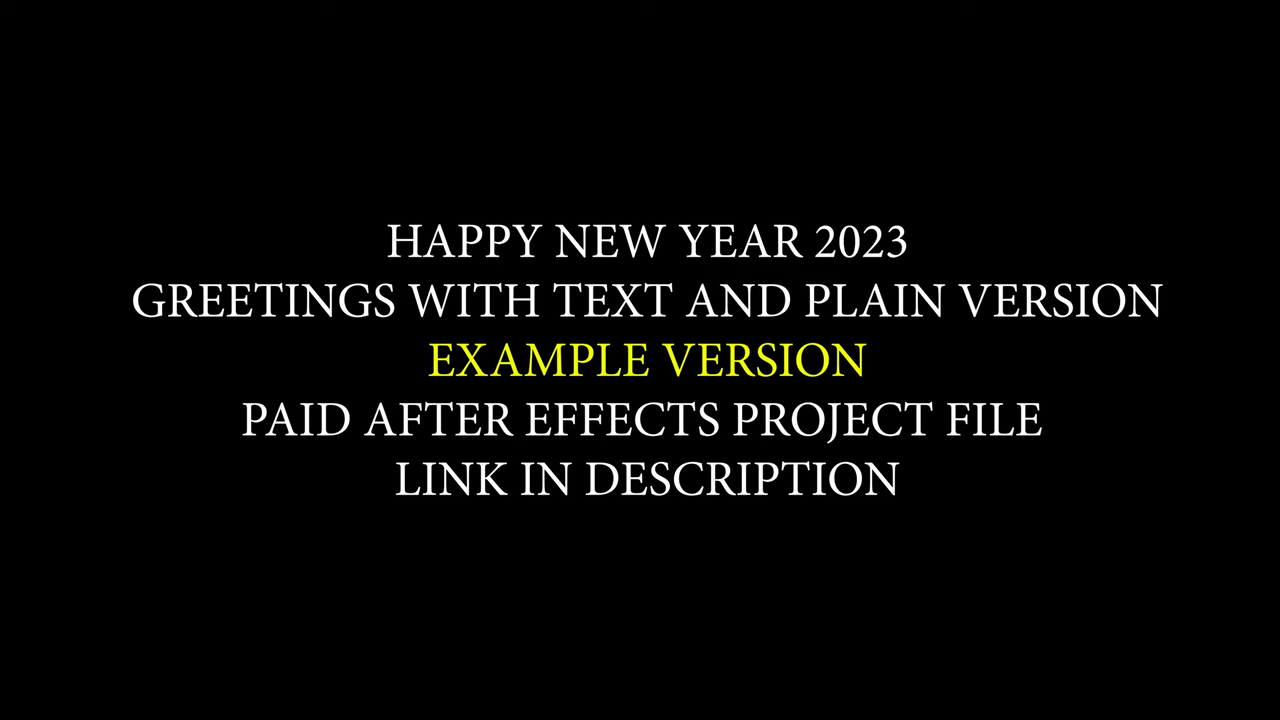 HAPPY NEW YEAR 2023
GREETINGS WITH TEXT AND PLAIN VERSION
EXAMPLE VERSION
PAID AFTER EFFECTS PROJECT FILE
LINK IN DESCRIPTION